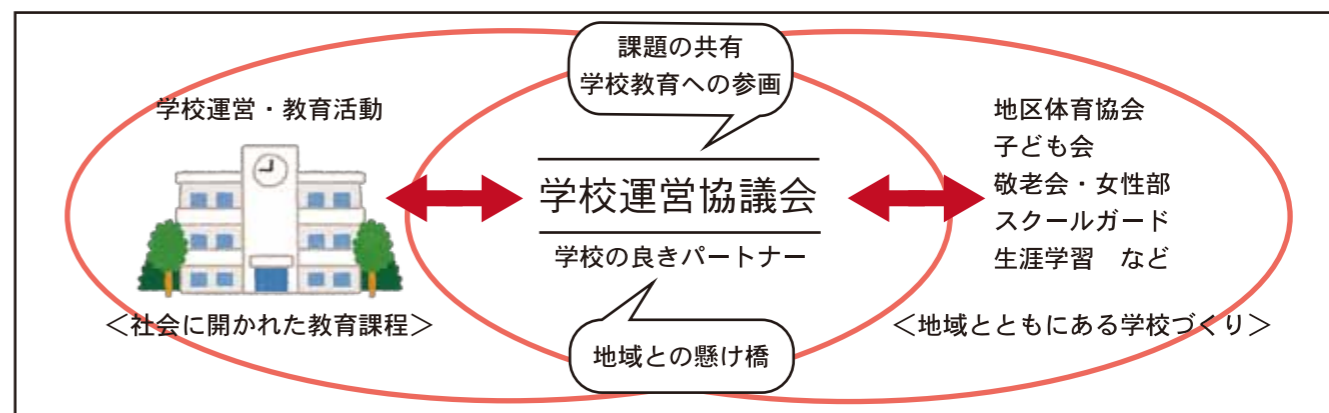 課題の共有
学校教育への参画
学校運営・教育活動
＜社会に開かれた教育課程＞
学校運営協議会
学校の良きパートナー
地域との懸け橋
地区体育協会
子ども会
敬老会・女性部
スクールガード
生涯学習　など
＜地域とともにある学校づくり＞